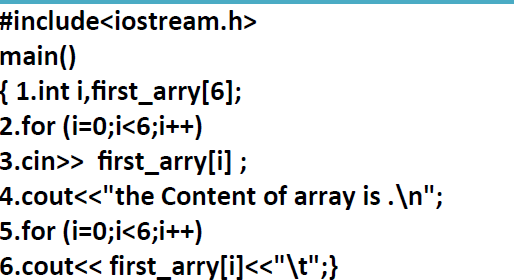 #include<iostream.h>
main()
{ 1.int i,first_arry[6];
2.for (i=0;i<6;i++)
3.cin>>  first_arry[i] ;
4.cout<<"the Content of array is .\n";
5.for (i=0;i<6;i++)
6.cout<< first_arry[i]<<"\t";}